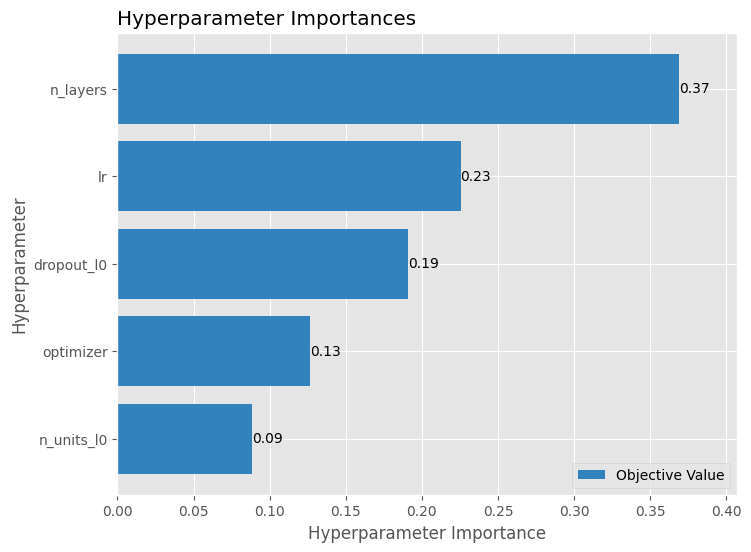 Hyperparameter Importances
Hyperparameter
n_layers
0.37
lr
0.23
dropout_l0
0.19
optimizer
0.13
n_units_l0
0.09
Objective Value
0.00 0.05 0.10 0.15 0.20 0.25 0.30 0.35 0.40
Hyperparameter Importance